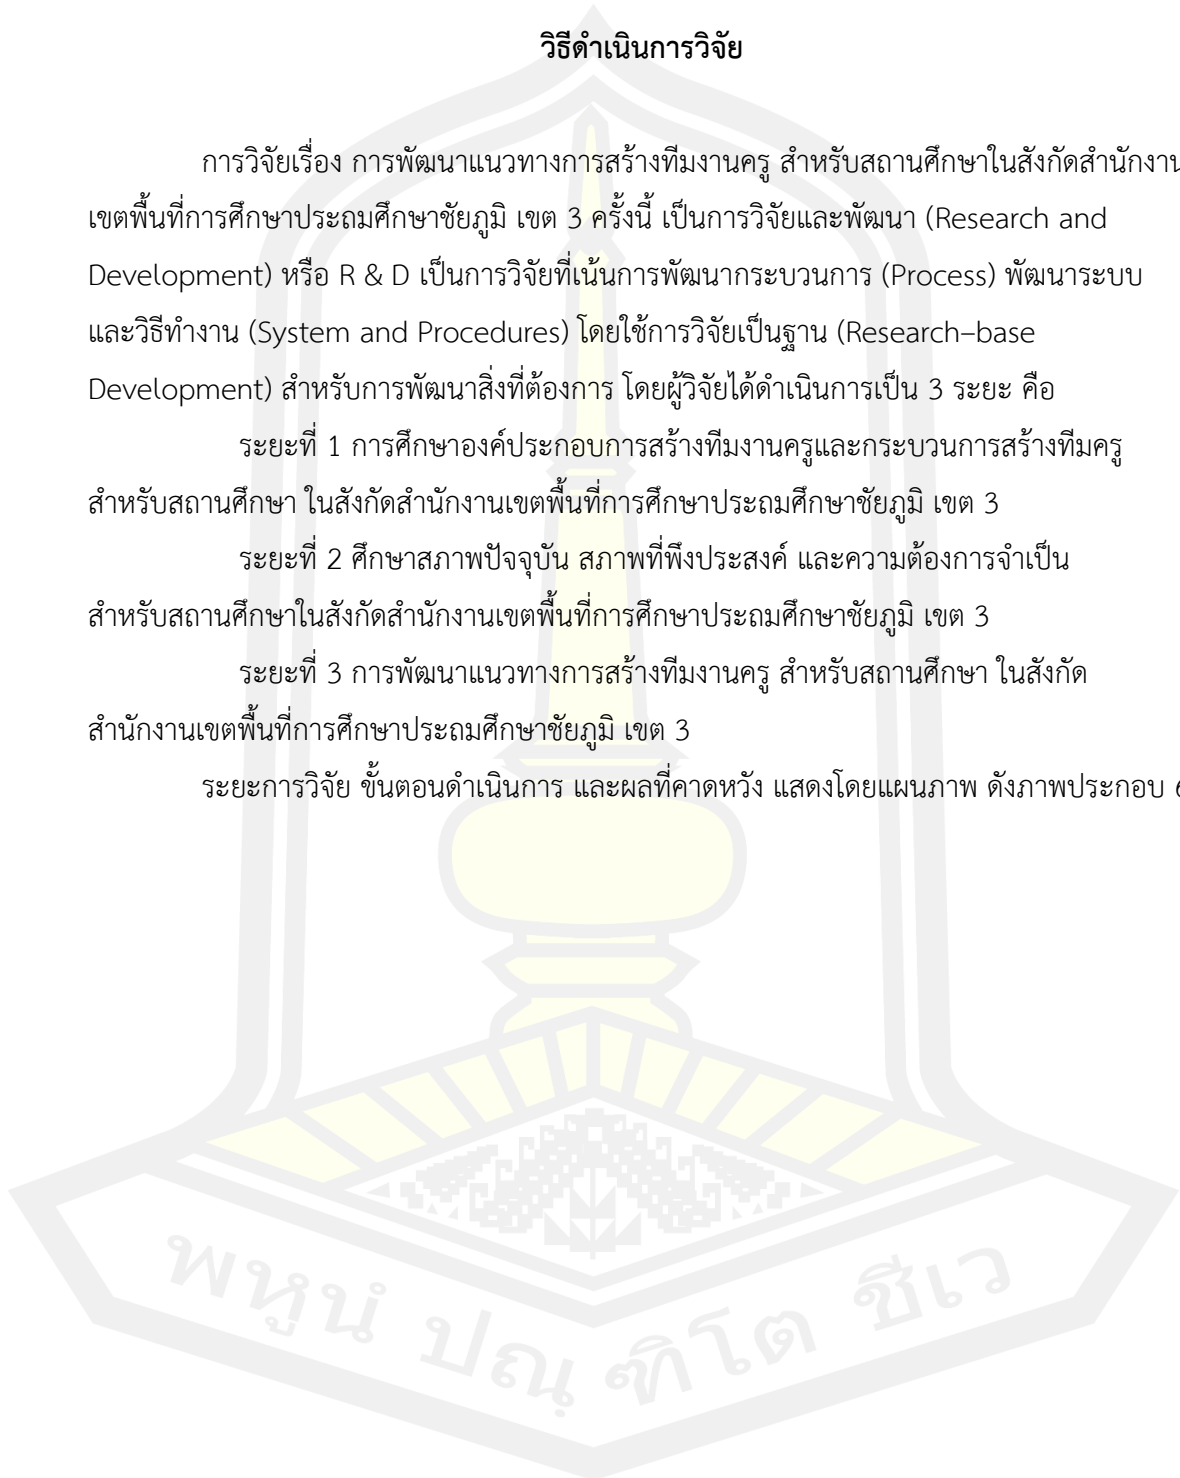 วิธีดำเนินการวิจัย
การวิจัยเรื่อง การพัฒนาแนวทางการสร้างทีมงานครู สำหรับสถานศึกษาในสังกัดสำนักงาน
เขตพื้นที่การศึกษาประถมศึกษาชัยภูมิ เขต 3 ครั้งนี้ เป็นการวิจัยและพัฒนา (Research and
Development) หรือ R & D เป็นการวิจัยที่เน้นการพัฒนากระบวนการ (Process) พัฒนาระบบ
และวิธีทำงาน (System and Procedures) โดยใช้การวิจัยเป็นฐาน (Research–base
Development) สำหรับการพัฒนาสิ่งที่ต้องการ โดยผู้วิจัยได้ดำเนินการเป็น 3 ระยะ คือ
ระยะที่ 1 การศึกษาองค์ประกอบการสร้างทีมงานครูและกระบวนการสร้างทีมครู
สำหรับสถานศึกษา ในสังกัดสำนักงานเขตพื้นที่การศึกษาประถมศึกษาชัยภูมิ เขต 3
ระยะที่ 2 ศึกษาสภาพปัจจุบัน สภาพที่พึงประสงค์ และความต้องการจำเป็น
สำหรับสถานศึกษาในสังกัดสำนักงานเขตพื้นที่การศึกษาประถมศึกษาชัยภูมิ เขต 3
ระยะที่ 3 การพัฒนาแนวทางการสร้างทีมงานครู สำหรับสถานศึกษา ในสังกัด
สำนักงานเขตพื้นที่การศึกษาประถมศึกษาชัยภูมิ เขต 3
ระยะการวิจัย ขั้นตอนดำเนินการ และผลที่คาดหวัง แสดงโดยแผนภาพ ดังภาพประกอบ
พหูนํ ปณฺ ฑิโต ชีเว